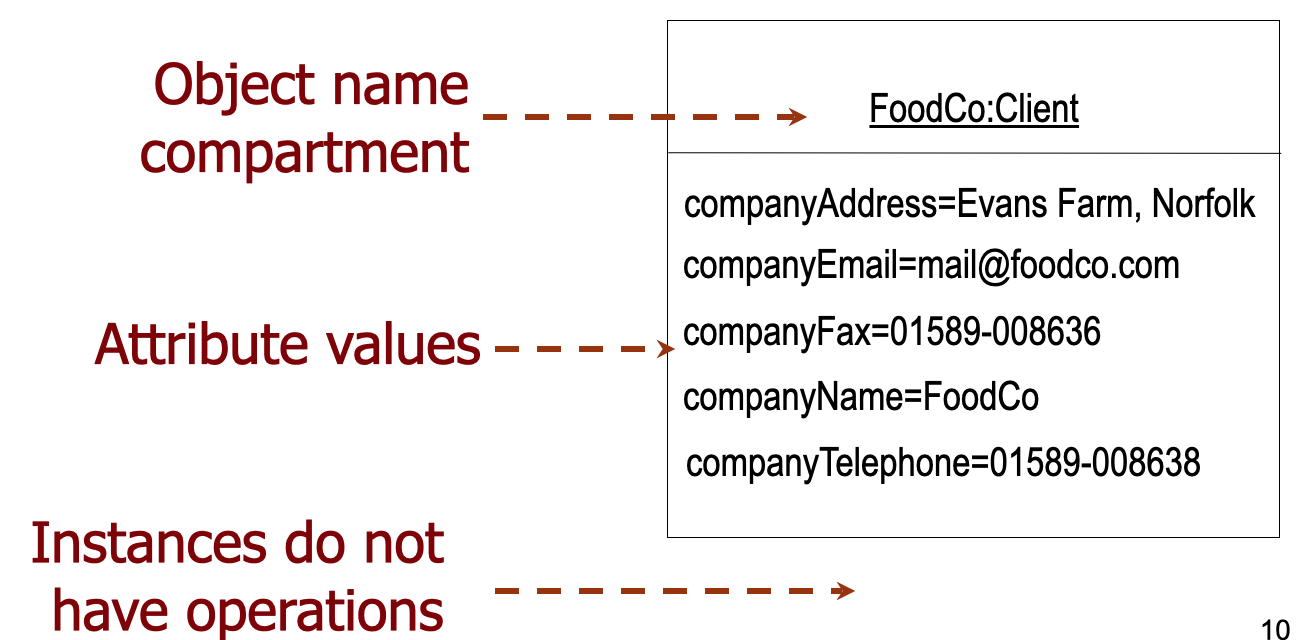 Object name
compartment
FoodCo:Client
companyAddress=Evans Farm, Norfolk
companyEmail=mail@foodco.com
Attribute values
companyFax=01589-008636
companyName=FoodCo
companyTelephone=01589-008638
Instances do not
have operations
10